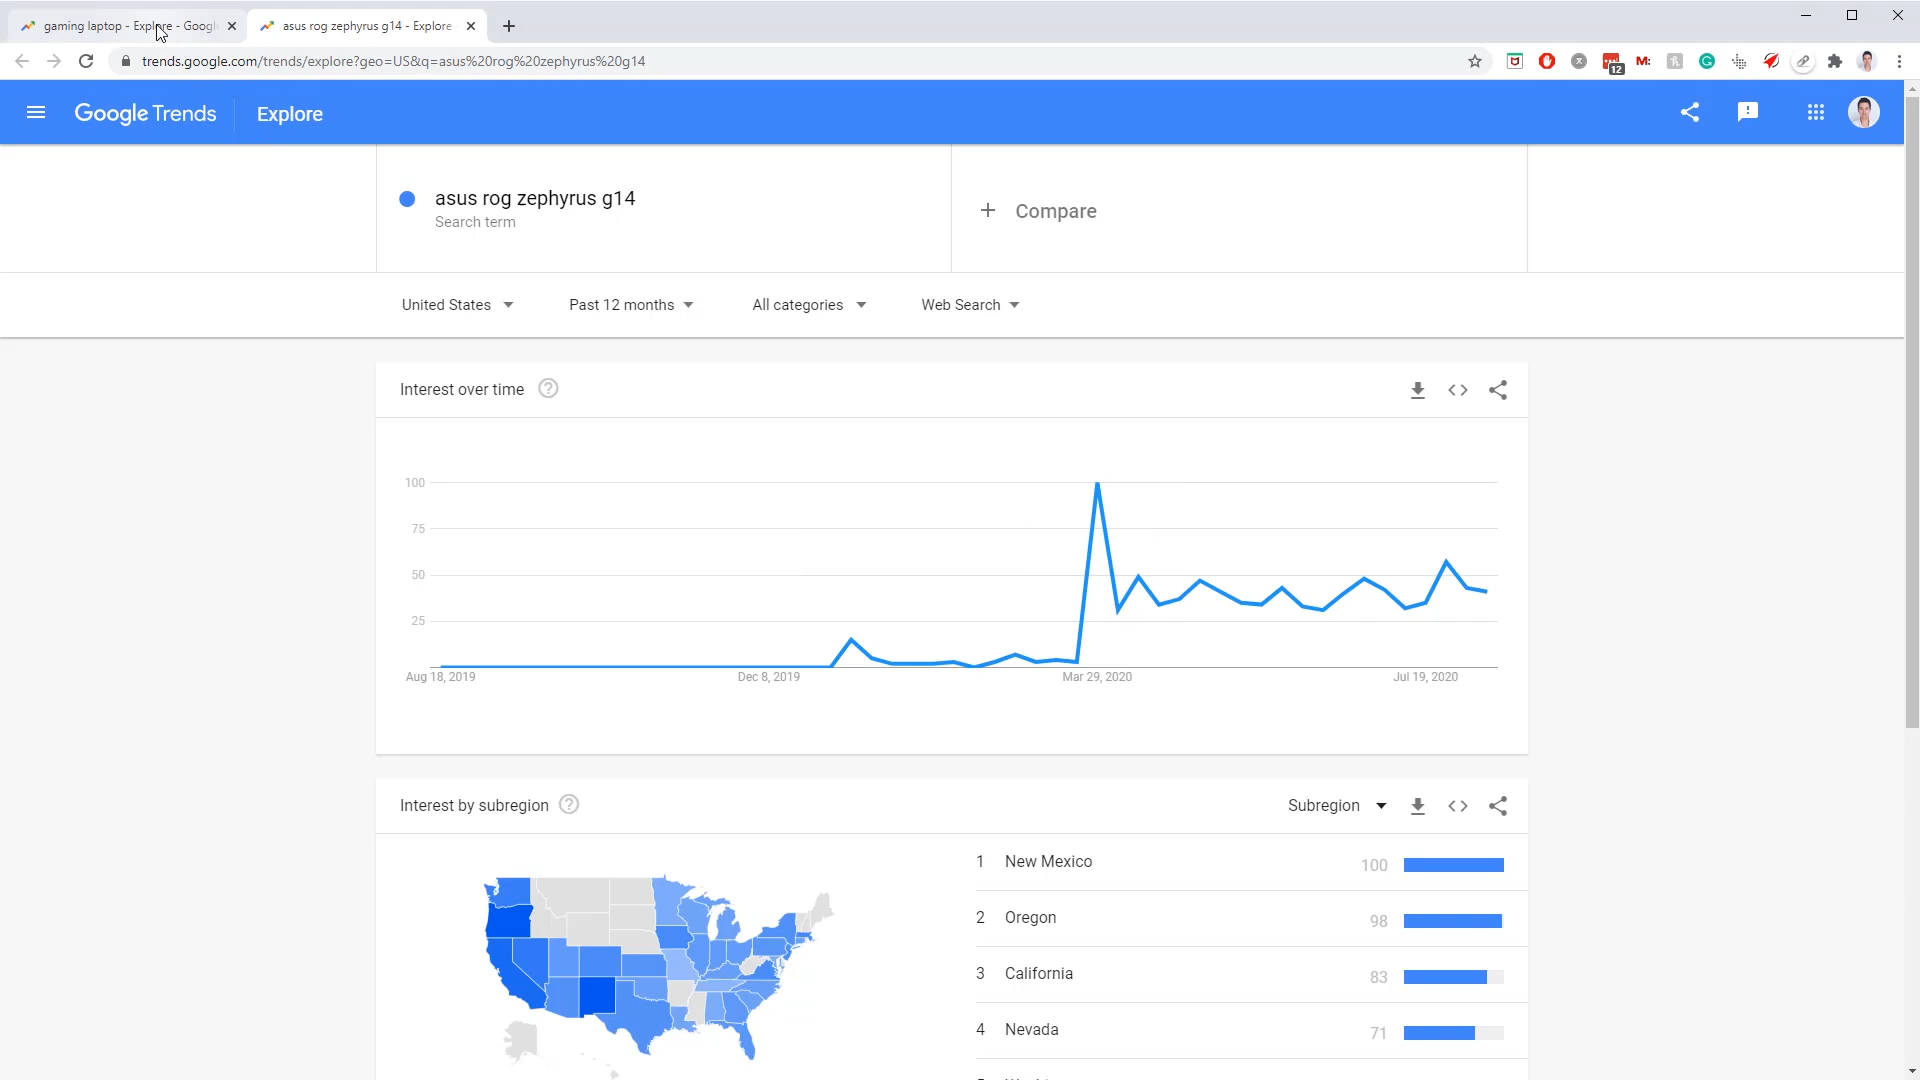 gaming laptop - Explore - Googl
asus rog zephyrus g14 - Explore
trends.google.com/trends/explore?geo=US&q=asus%20rog%20zephyrus%20g14
12
M:
Google Trends
Explore
asus rog zephyrus g14
Search term
+ Compare
United States
Past 12 months
All categories
Web Search
Interest over time
100
75
50
25
Aug 18, 2019
Dec 8, 2019
Mar 29, 2020
Jul 19, 2020
Interest by subregion
Subregion
1 New Mexico 100
2 Oregon 98
3 California 83
4 Nevada 71